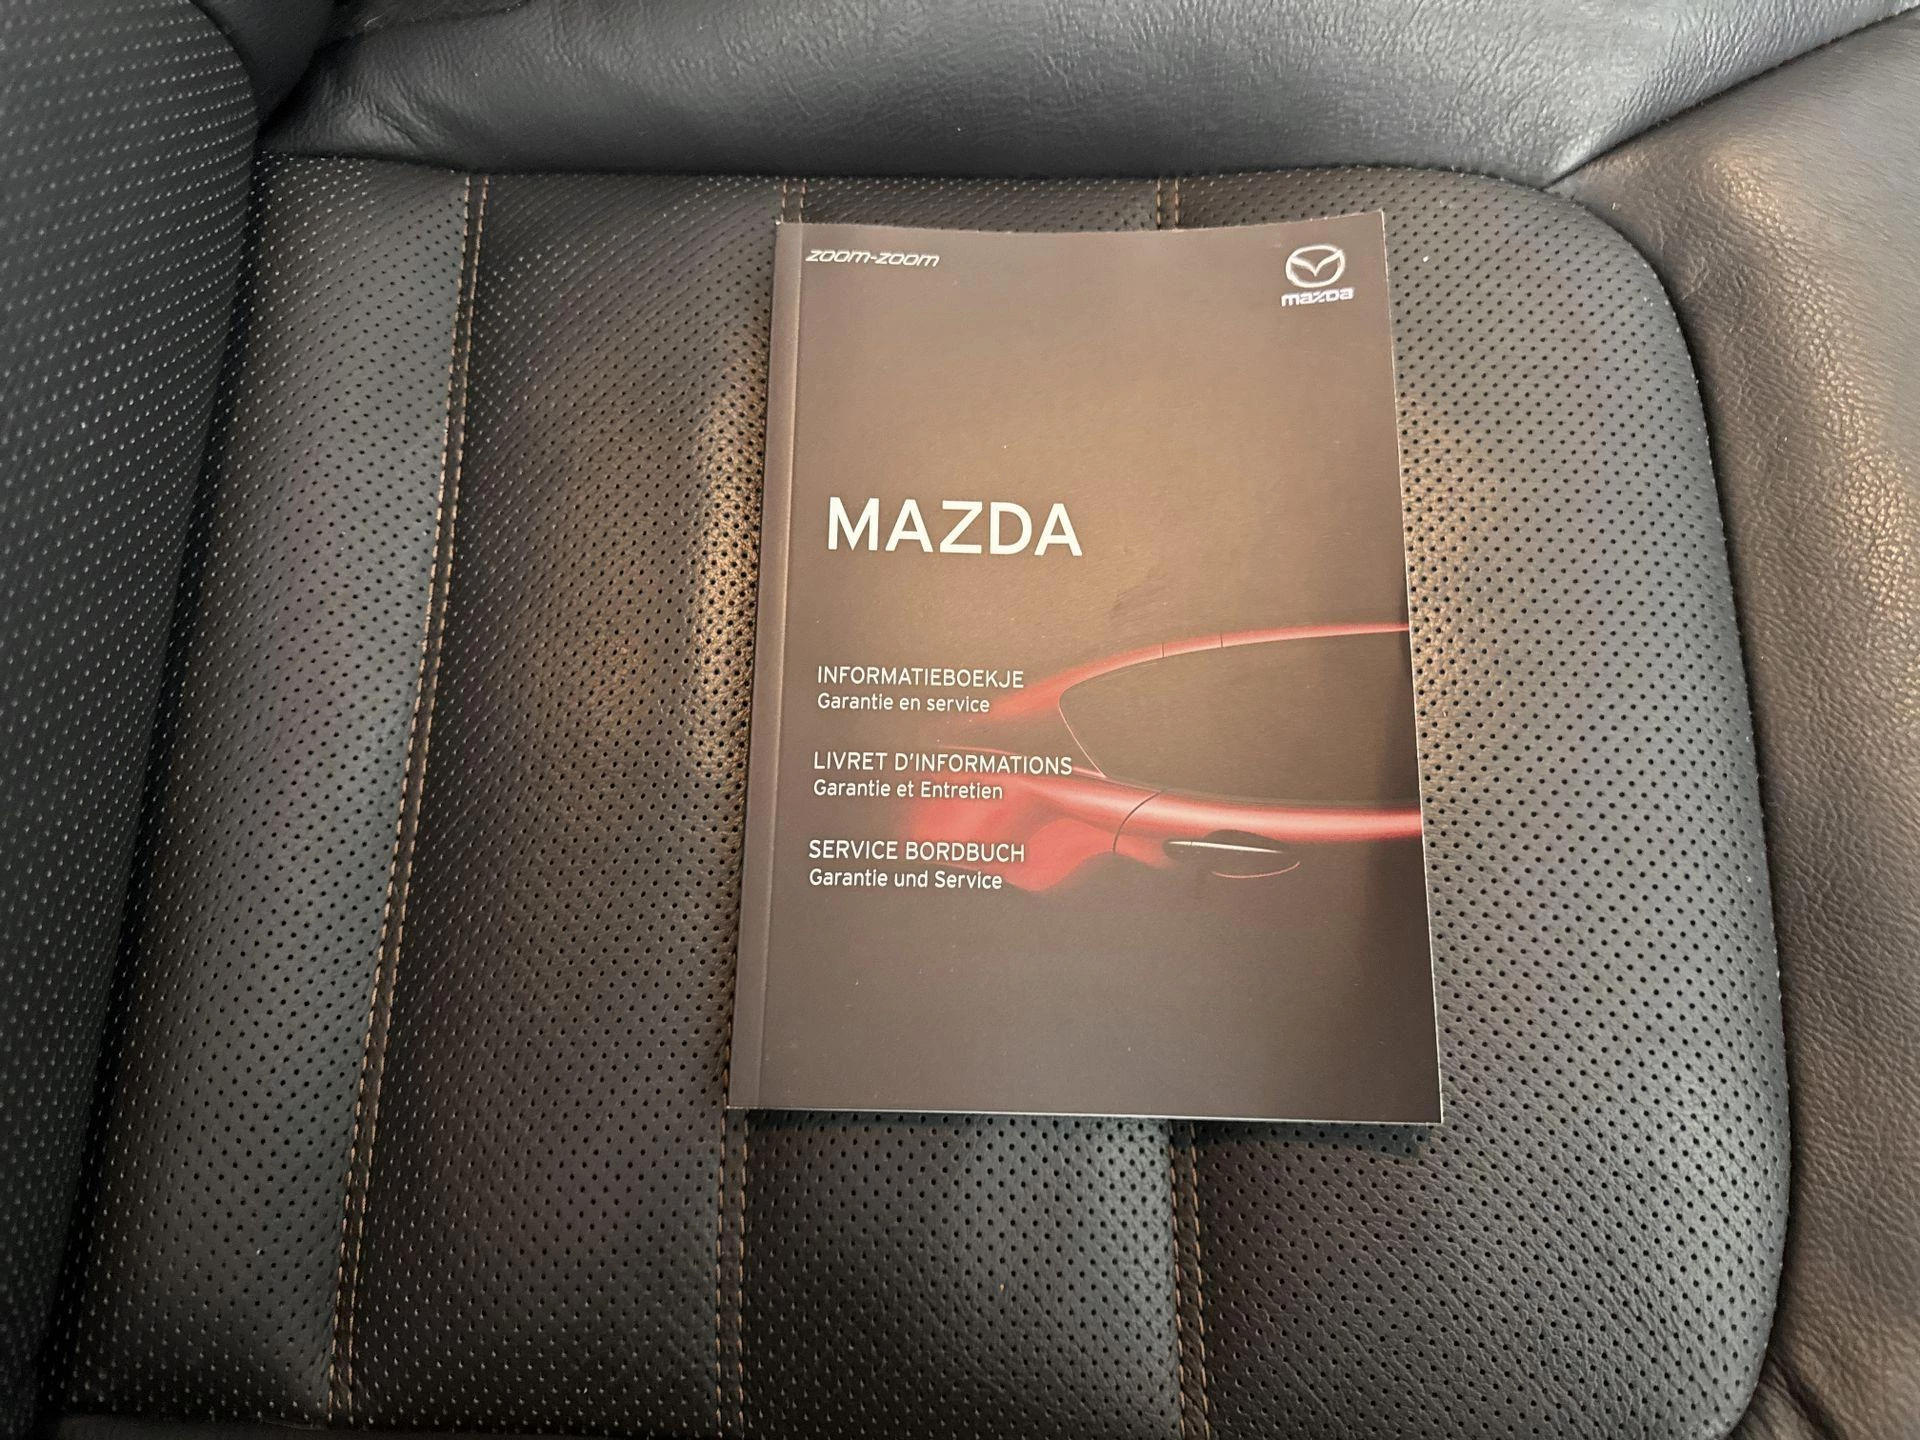 zoom-zoom
mazda
MAZDA
INFORMATIEBOEKJE
Garantie en service
LIVRET D'INFORMATIONS
Garantie et Entretien
SERVICE BORDBUCH
Garantie und Service